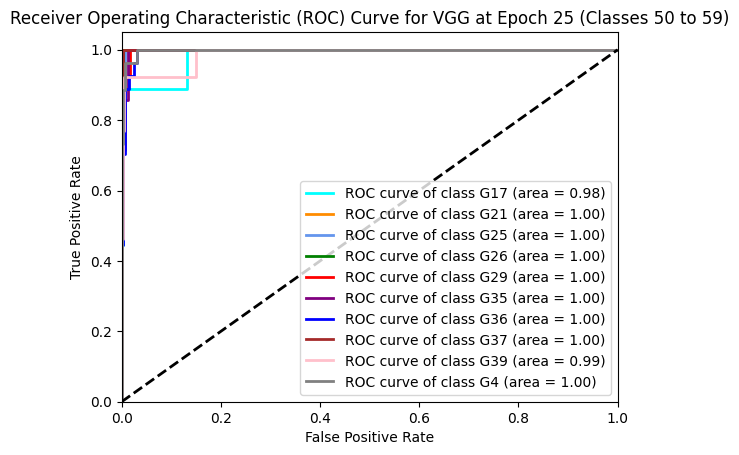 Receiver Operating Characteristic (ROC) Curve for VGG at Epoch 25 (Classes 50 to 59)
1.0
0.8
0.6
0.4
0.2
0.0
True Positive Rate
ROC curve of class G17 (area = 0.98)
ROC curve of class G21 (area = 1.00)
ROC curve of class G25 (area = 1.00)
ROC curve of class G26 (area = 1.00)
ROC curve of class G29 (area = 1.00)
ROC curve of class G35 (area = 1.00)
ROC curve of class G36 (area = 1.00)
ROC curve of class G37 (area = 1.00)
ROC curve of class G39 (area = 0.99)
ROC curve of class G4 (area = 1.00)
0.0 0.2 0.4 0.6 0.8 1.0
False Positive Rate